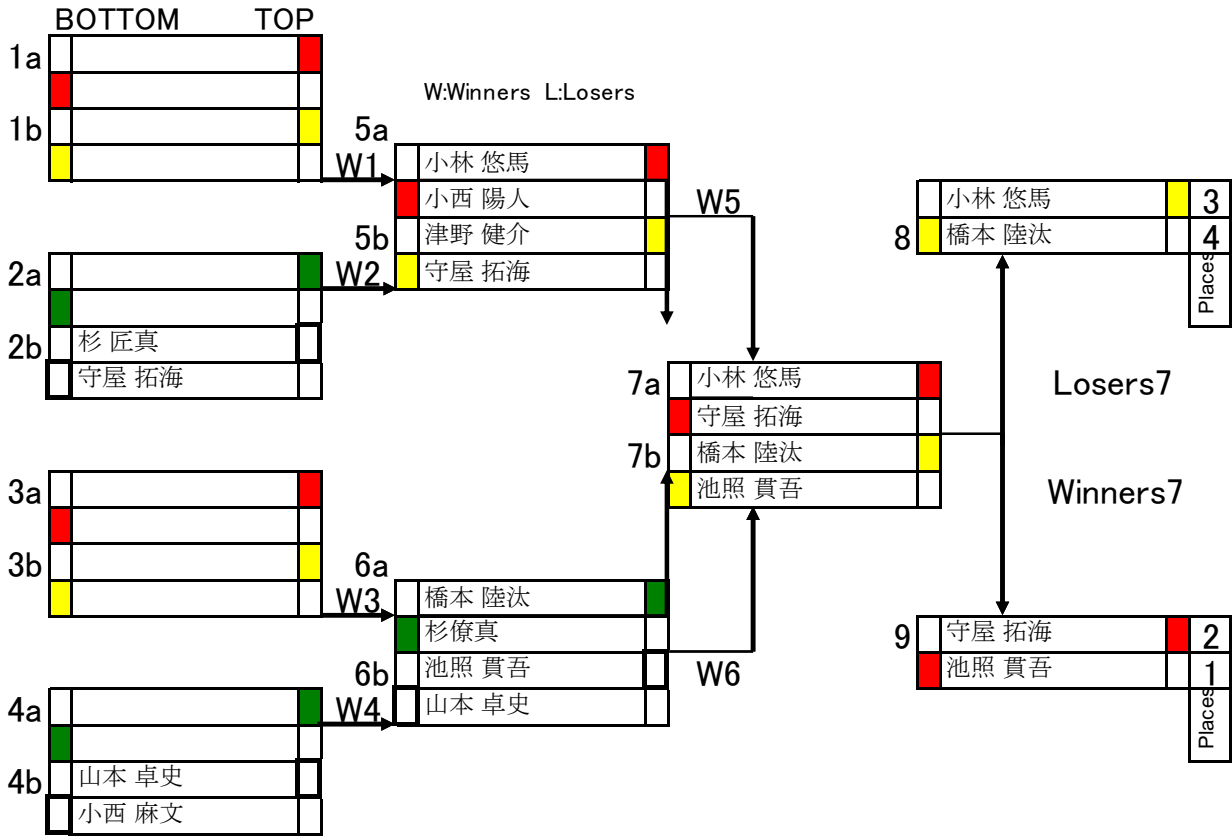 BOTTOM TOP
1a
1b
W:Winners L:Losers
W1
5a
小林 悠馬
小西 陽人
5b
津野 健介
守屋 拓海
W5
2a
W2
2b
杉 匠真
守屋 拓海
小林 悠馬 3
8 橋本 陸汰 4
Places
7a
小林 悠馬
守屋 拓海
7b
橋本 陸汰
池照 貫吾
Losers7
Winners7
3a
3b
W3
6a
橋本 陸汰
杉僚真
6b
池照 貫吾
山本 卓史
W6
4a
W4
4b
山本 卓史
小西 麻文
9 守屋 拓海 2
池照 貫吾 1
Places